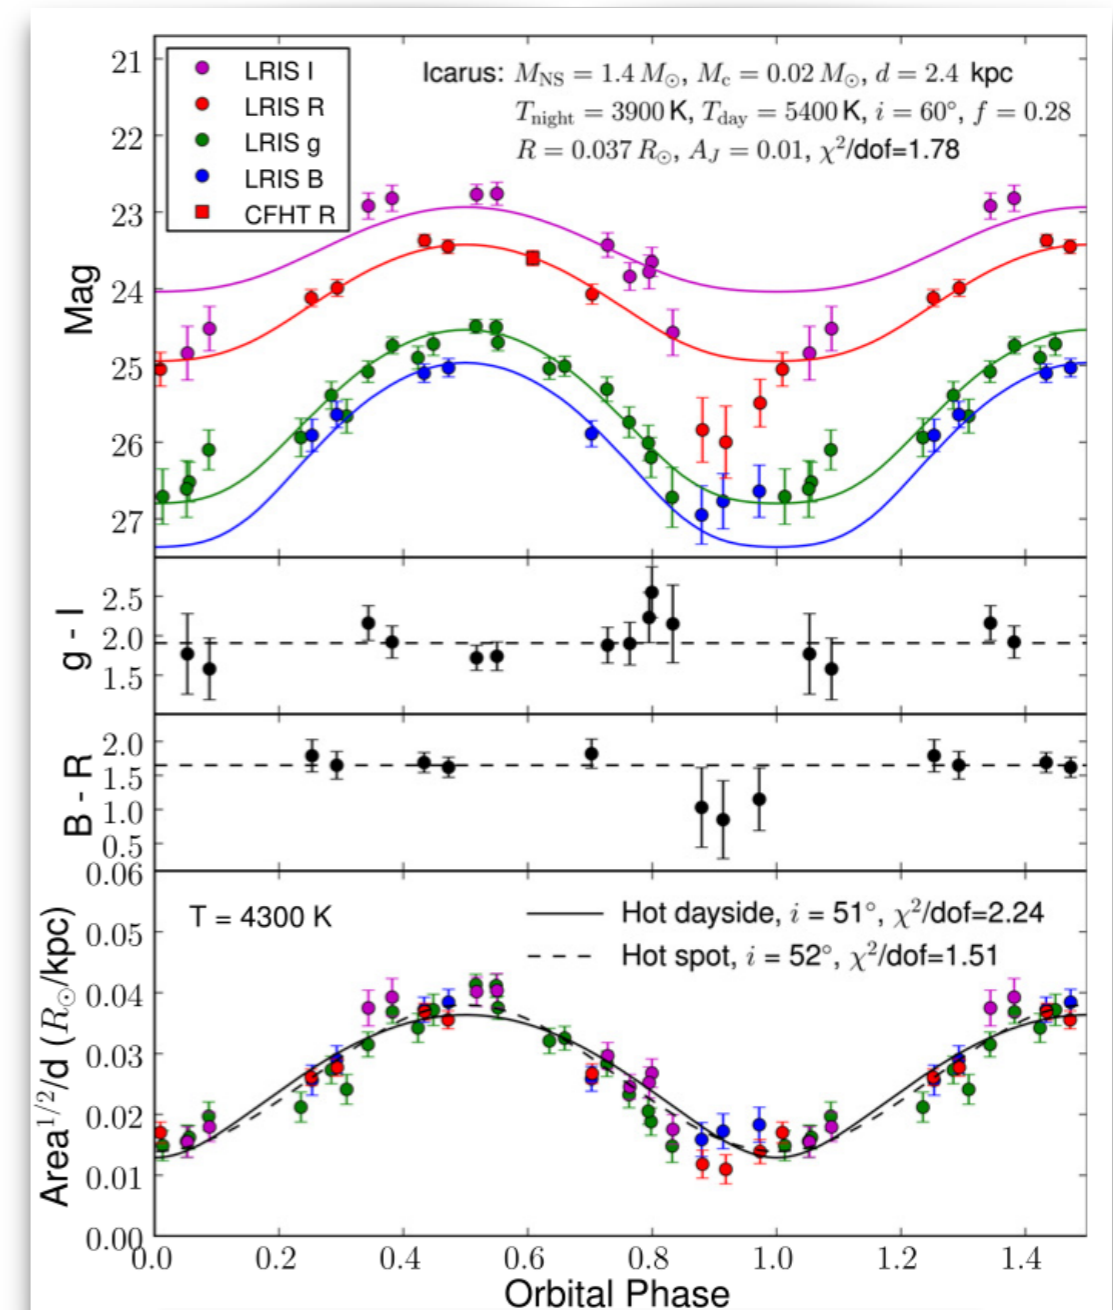 21
22
23
24
25
26
27
Mag
LRIS I
LRIS R
LRIS g
LRIS B
CFHT R
Icarus: M_NS = 1.4 M_⊙, M_c = 0.02 M_⊙, d = 2.4 kpc
T_night = 3900 K, T_day = 5400 K, i = 60°, f = 0.28
R = 0.037 R_⊙, A_J = 0.01, χ²/dof=1.78
2.5
2.0
1.5
g - I
2.0
1.5
1.0
0.5
B - R
0.06
0.05
0.04
0.03
0.02
0.01
0.00
Area^1/2/d (R_⊙/kpc)
T = 4300 K
Hot dayside, i = 51°, χ²/dof=2.24
Hot spot, i = 52°, χ²/dof=1.51
0.0 0.2 0.4 0.6 0.8 1.0 1.2 1.4
Orbital Phase